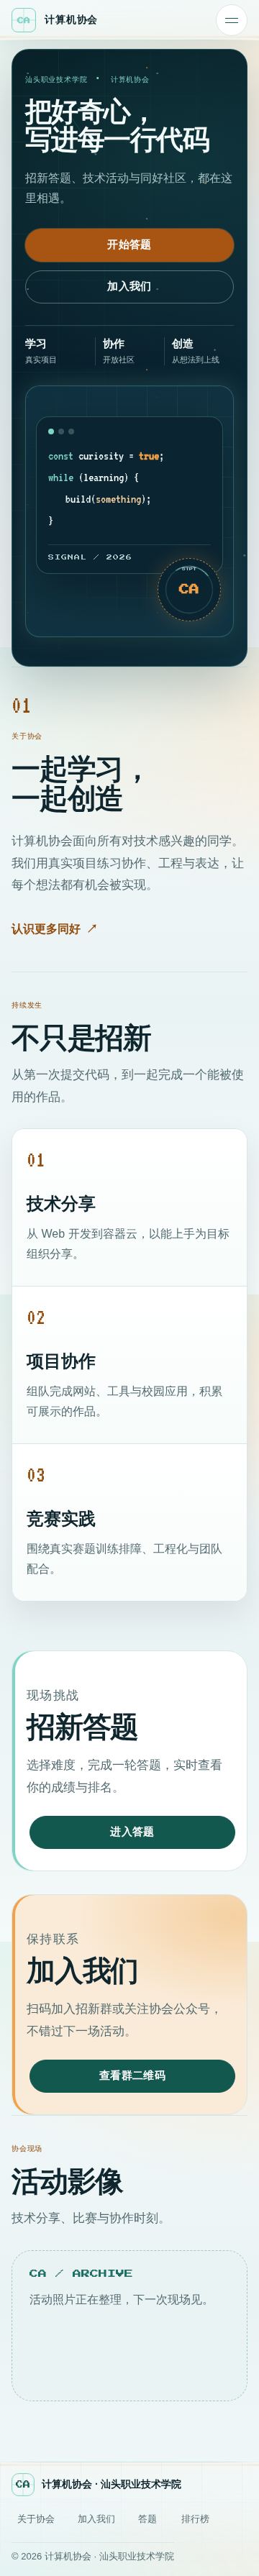 CA 计算机协会
汕头职业技术学院 • 计算机协会
把好奇心，
写进每一行代码
招新答题、技术活动与同好社区，都在这
里相遇。
开始答题
加入我们
学习 协作 创造
真实项目 开放社区 从想法到上线
const curiosity = true;
while (learning) {
build(something);
}
SIGNAL / 2026
CA
01
关于协会
一起学习，
一起创造
计算机协会面向所有对技术感兴趣的同学。
我们用真实项目练习协作、工程与表达，让
每个想法都有机会被实现。
认识更多同好 ↗
持续发生
不只是招新
从第一次提交代码，到一起完成一个能被使
用的作品。
01
技术分享
从 Web 开发到容器云，以能上手为目标
组织分享。
02
项目协作
组队完成网站、工具与校园应用，积累
可展示的作品。
03
竞赛实践
围绕真实赛题训练排障、工程化与团队
配合。
现场挑战
招新答题
选择难度，完成一轮答题，实时查看
你的成绩与排名。
进入答题
保持联系
加入我们
扫码加入招新群或关注协会公众号，
不错过下一场活动。
查看群二维码
协会现场
活动影像
技术分享、比赛与协作时刻。
CA / ARCHIVE
活动照片正在整理，下一次现场见。
CA 计算机协会 · 汕头职业技术学院
关于协会 加入我们 答题 排行榜
© 2026 计算机协会 · 汕头职业技术学院